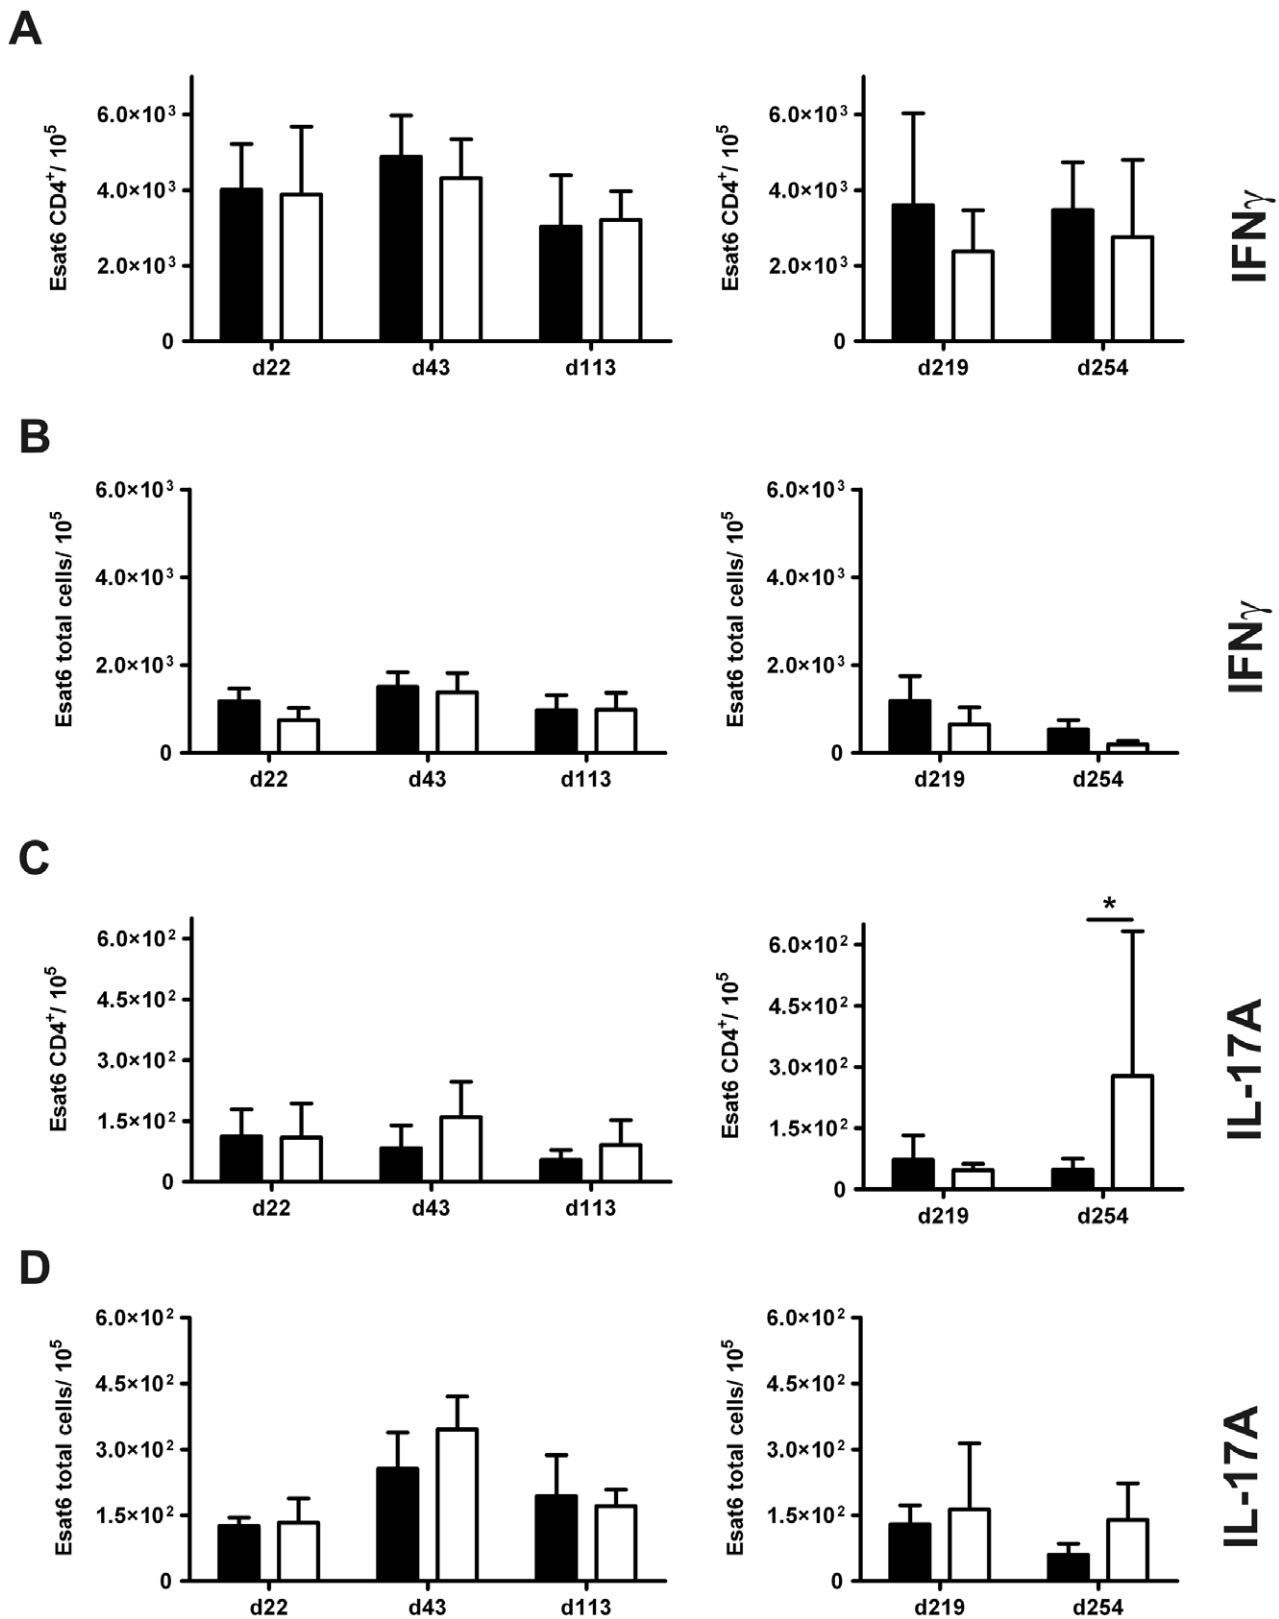 A
Esat6 CD4⁺/ 10⁵
6.0×10³
4.0×10³
2.0×10³
0
d22 d43 d113
Esat6 CD4⁺/ 10⁵
6.0×10³
4.0×10³
2.0×10³
0
d219 d254
IFNγ
B
Esat6 total cells/ 10⁵
6.0×10³
4.0×10³
2.0×10³
0
d22 d43 d113
Esat6 total cells/ 10⁵
6.0×10³
4.0×10³
2.0×10³
0
d219 d254
IFNγ
C
Esat6 CD4⁺/ 10⁵
6.0×10²
4.5×10²
3.0×10²
1.5×10²
0
d22 d43 d113
Esat6 CD4⁺/ 10⁵
6.0×10²
4.5×10²
3.0×10²
1.5×10²
0
*
d219 d254
IL-17A
D
Esat6 total cells/ 10⁵
6.0×10²
4.5×10²
3.0×10²
1.5×10²
0
d22 d43 d113
Esat6 total cells/ 10⁵
6.0×10²
4.5×10²
3.0×10²
1.5×10²
0
d219 d254
IL-17A